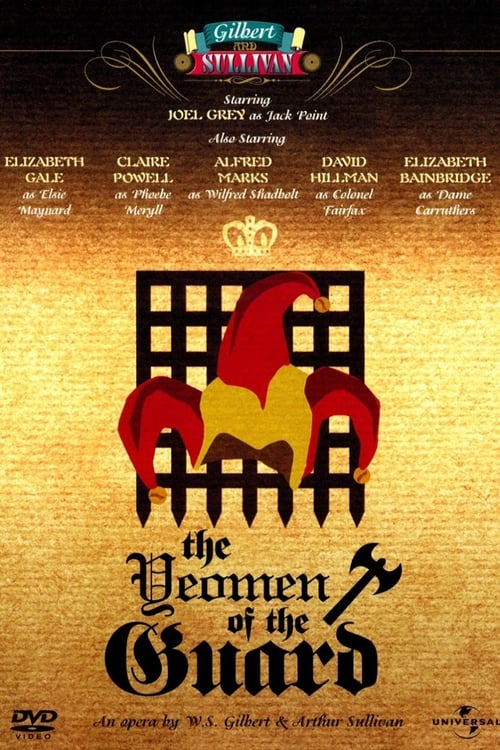 Gilbert
AND
SULLIVAN
Starring
JOEL GREY as Jack Point
Also Starring
ELIZABETH
GALE
as Elsie
Maynard
CLAIRE
POWELL
as Phoebe
Meryll
ALFRED
MARKS
as Wilfred Shadbolt
DAVID
HILLMAN
as Colonel
Fairfax
ELIZABETH
BAINBRIDGE
as Dame
Carruthers
the
Yeomen
of the
Guard
DVD
VIDEO
An opera by W.S. Gilbert & Arthur Sullivan
UNIVERSAL